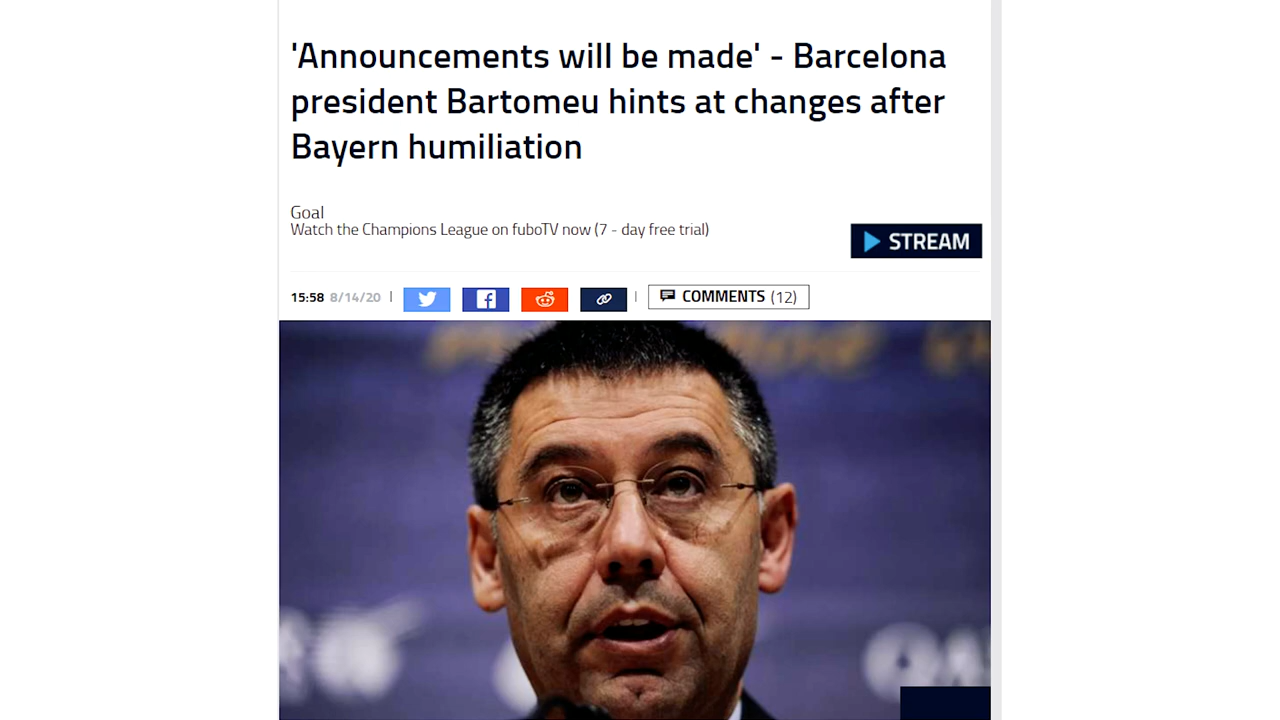 'Announcements will be made' - Barcelona
president Bartomeu hints at changes after
Bayern humiliation
Goal
Watch the Champions League on fuboTV now (7 - day free trial)
STREAM
15:58 8/14/20 | | COMMENTS (12)